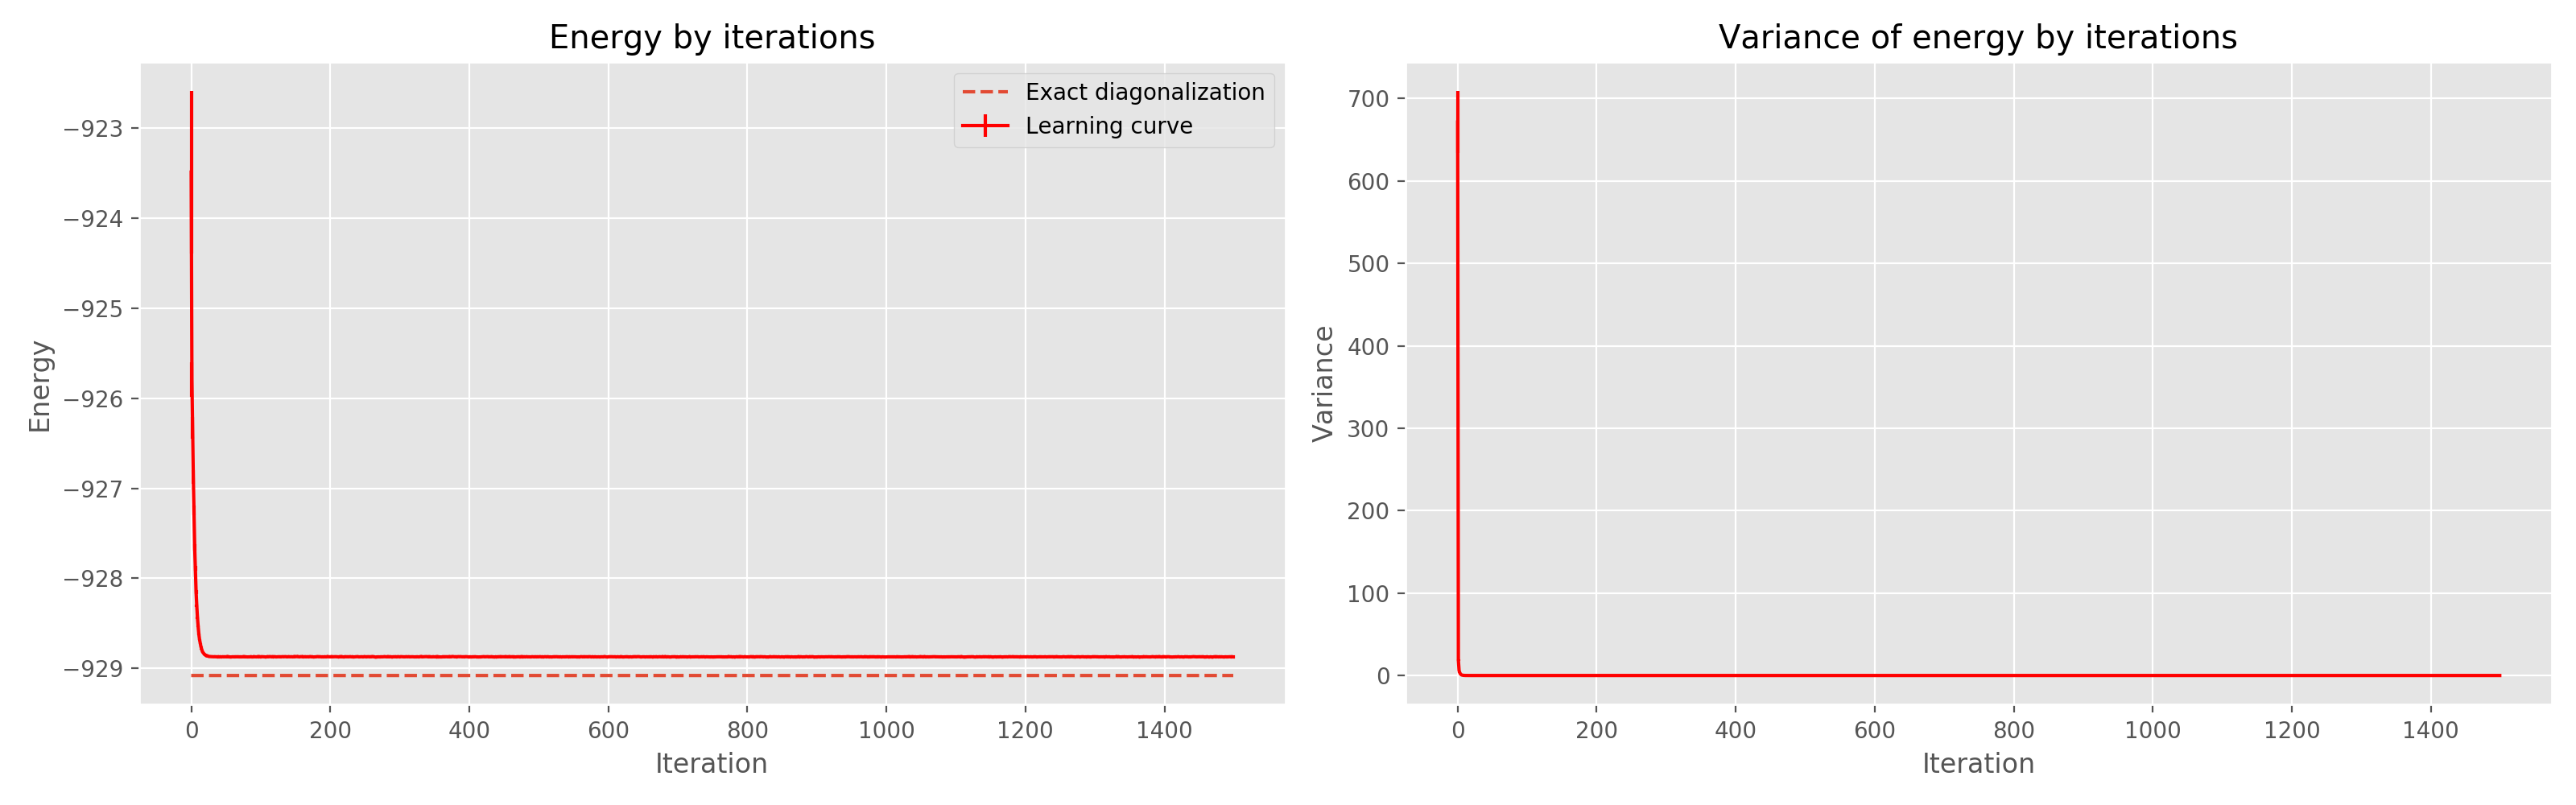 Energy by iterations
Exact diagonalization
Learning curve
−923
−924
−925
−926
−927
−928
−929
Energy
0 200 400 600 800 1000 1200 1400
Iteration
Variance of energy by iterations
700
600
500
400
300
200
100
0
Variance
0 200 400 600 800 1000 1200 1400
Iteration